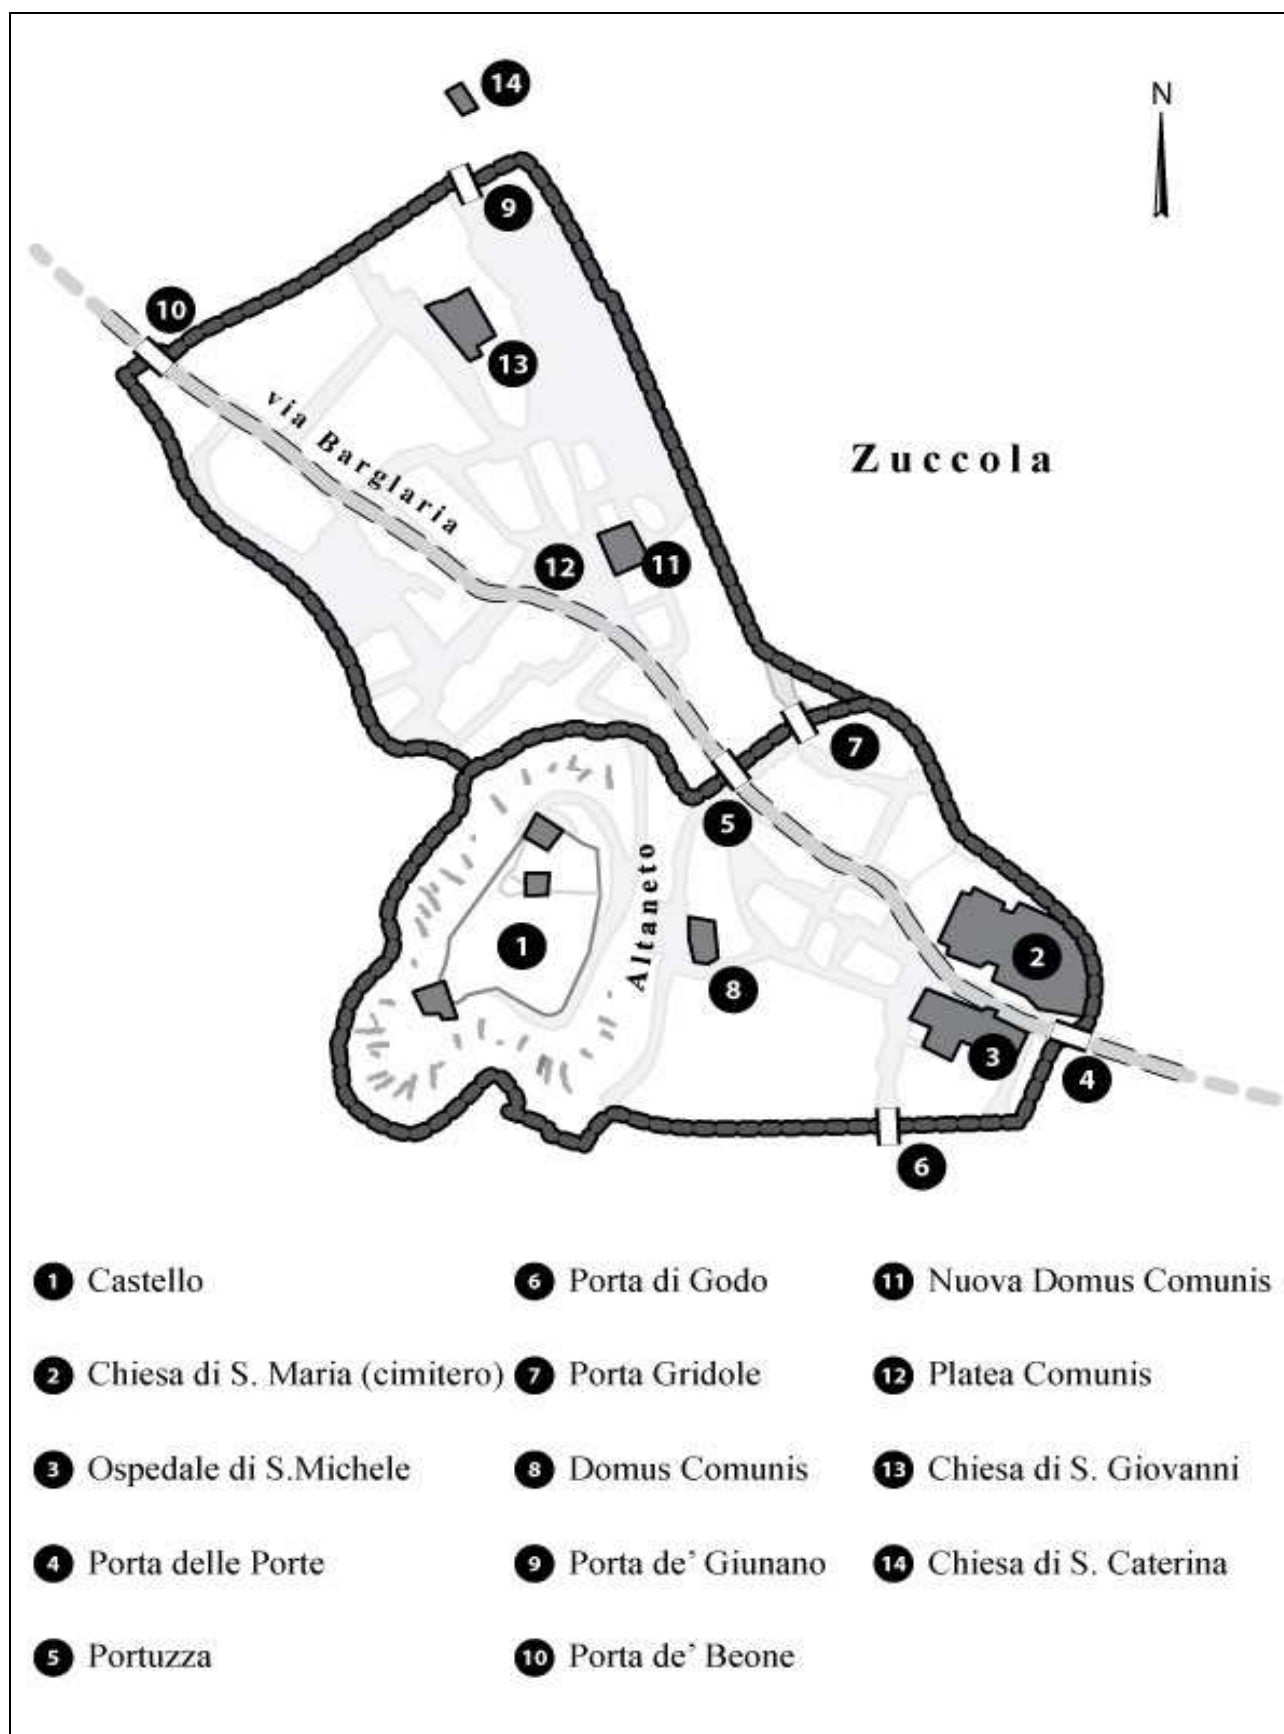 14
N
9
10
13
via Barglaria
Zuccola
12
11
7
5
Altaneto
1
2
8
3
4
6
1 Castello
6 Porta di Godo
11 Nuova Domus Comunis
2 Chiesa di S. Maria (cimitero)
7 Porta Gridole
12 Platea Comunis
3 Ospedale di S.Michele
8 Domus Comunis
13 Chiesa di S. Giovanni
4 Porta delle Porte
9 Porta de’ Giunano
14 Chiesa di S. Caterina
5 Portuzza
10 Porta de’ Beone